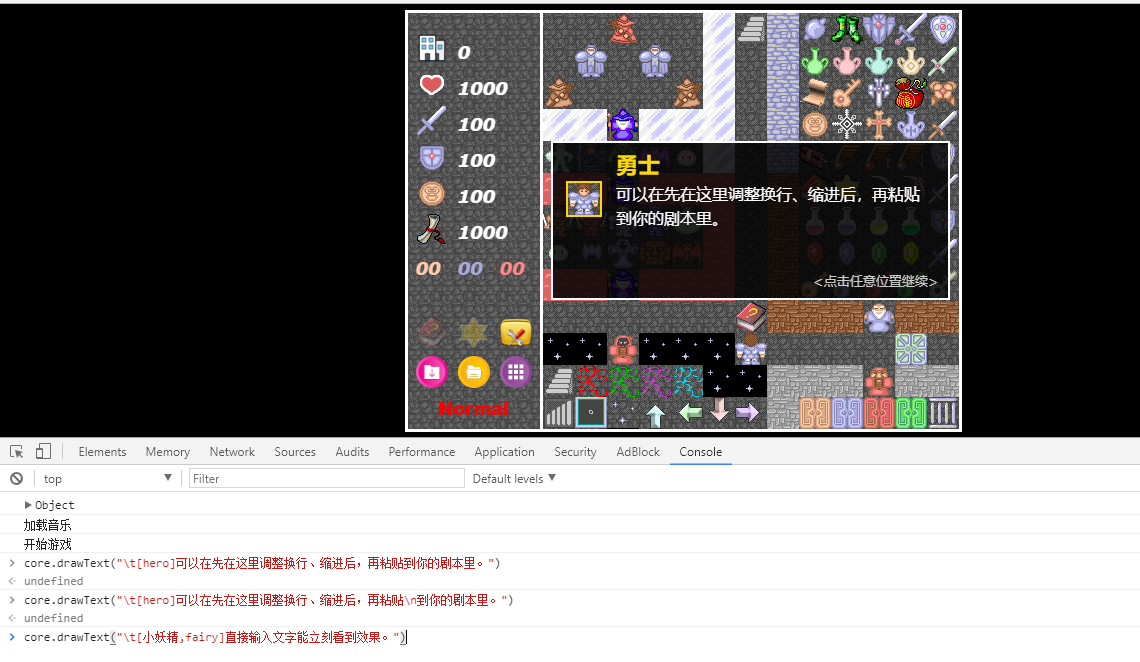 0
1000
100
100
100
1000
00 00 00
Normal
勇士
可以在先在这里调整换行、缩进后，再粘贴
到你的剧本里。
<点击任意位置继续>
Elements Memory Network Sources Audits Performance Application Security AdBlock Console
top Filter Default levels
Object
加载音乐
开始游戏
> core.drawText("\t[hero]可以在先在这里调整换行、缩进后，再粘贴到你的剧本里。")
undefined
> core.drawText("\t[hero]可以在先在这里调整换行、缩进后，再粘贴\n到你的剧本里。")
undefined
> core.drawText("\t[小妖精,fairy]直接输入文字能立刻看到效果。")